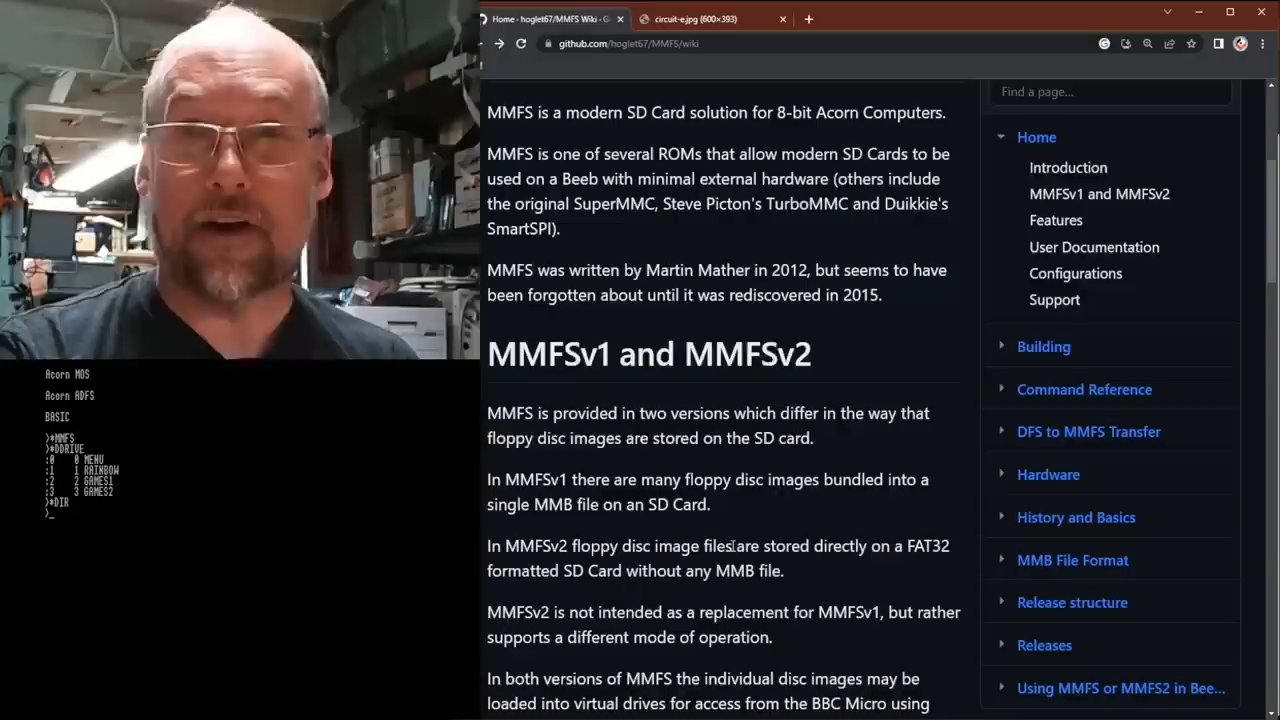 Home · hoglet67/MMFS Wiki · G
circuit-e.jpg (600×393)
github.com/hoglet67/MMFS/wiki
MMFS is a modern SD Card solution for 8-bit Acorn Computers.
MMFS is one of several ROMs that allow modern SD Cards to be
used on a Beeb with minimal external hardware (others include
the original SuperMMC, Steve Picton's TurboMMC and Duikkie's
SmartSPI).
MMFS was written by Martin Mather in 2012, but seems to have
been forgotten about until it was rediscovered in 2015.
MMFSv1 and MMFSv2
MMFS is provided in two versions which differ in the way that
floppy disc images are stored on the SD card.
In MMFSv1 there are many floppy disc images bundled into a
single MMB file on an SD Card.
In MMFSv2 floppy disc image files are stored directly on a FAT32
formatted SD Card without any MMB file.
MMFSv2 is not intended as a replacement for MMFSv1, but rather
supports a different mode of operation.
In both versions of MMFS the individual disc images may be
loaded into virtual drives for access from the BBC Micro using
Find a page...
Home
Introduction
MMFSv1 and MMFSv2
Features
User Documentation
Configurations
Support
Building
Command Reference
DFS to MMFS Transfer
Hardware
History and Basics
MMB File Format
Release structure
Releases
Using MMFS or MMFS2 in Bee...
Acorn MOS
Acorn ADFS
BASIC
>*MMFS
>*DDRIVE
:0 0 MENU
:1 1 RAINBOW
:2 2 GAMES1
:3 3 GAMES2
>*DIR
>_